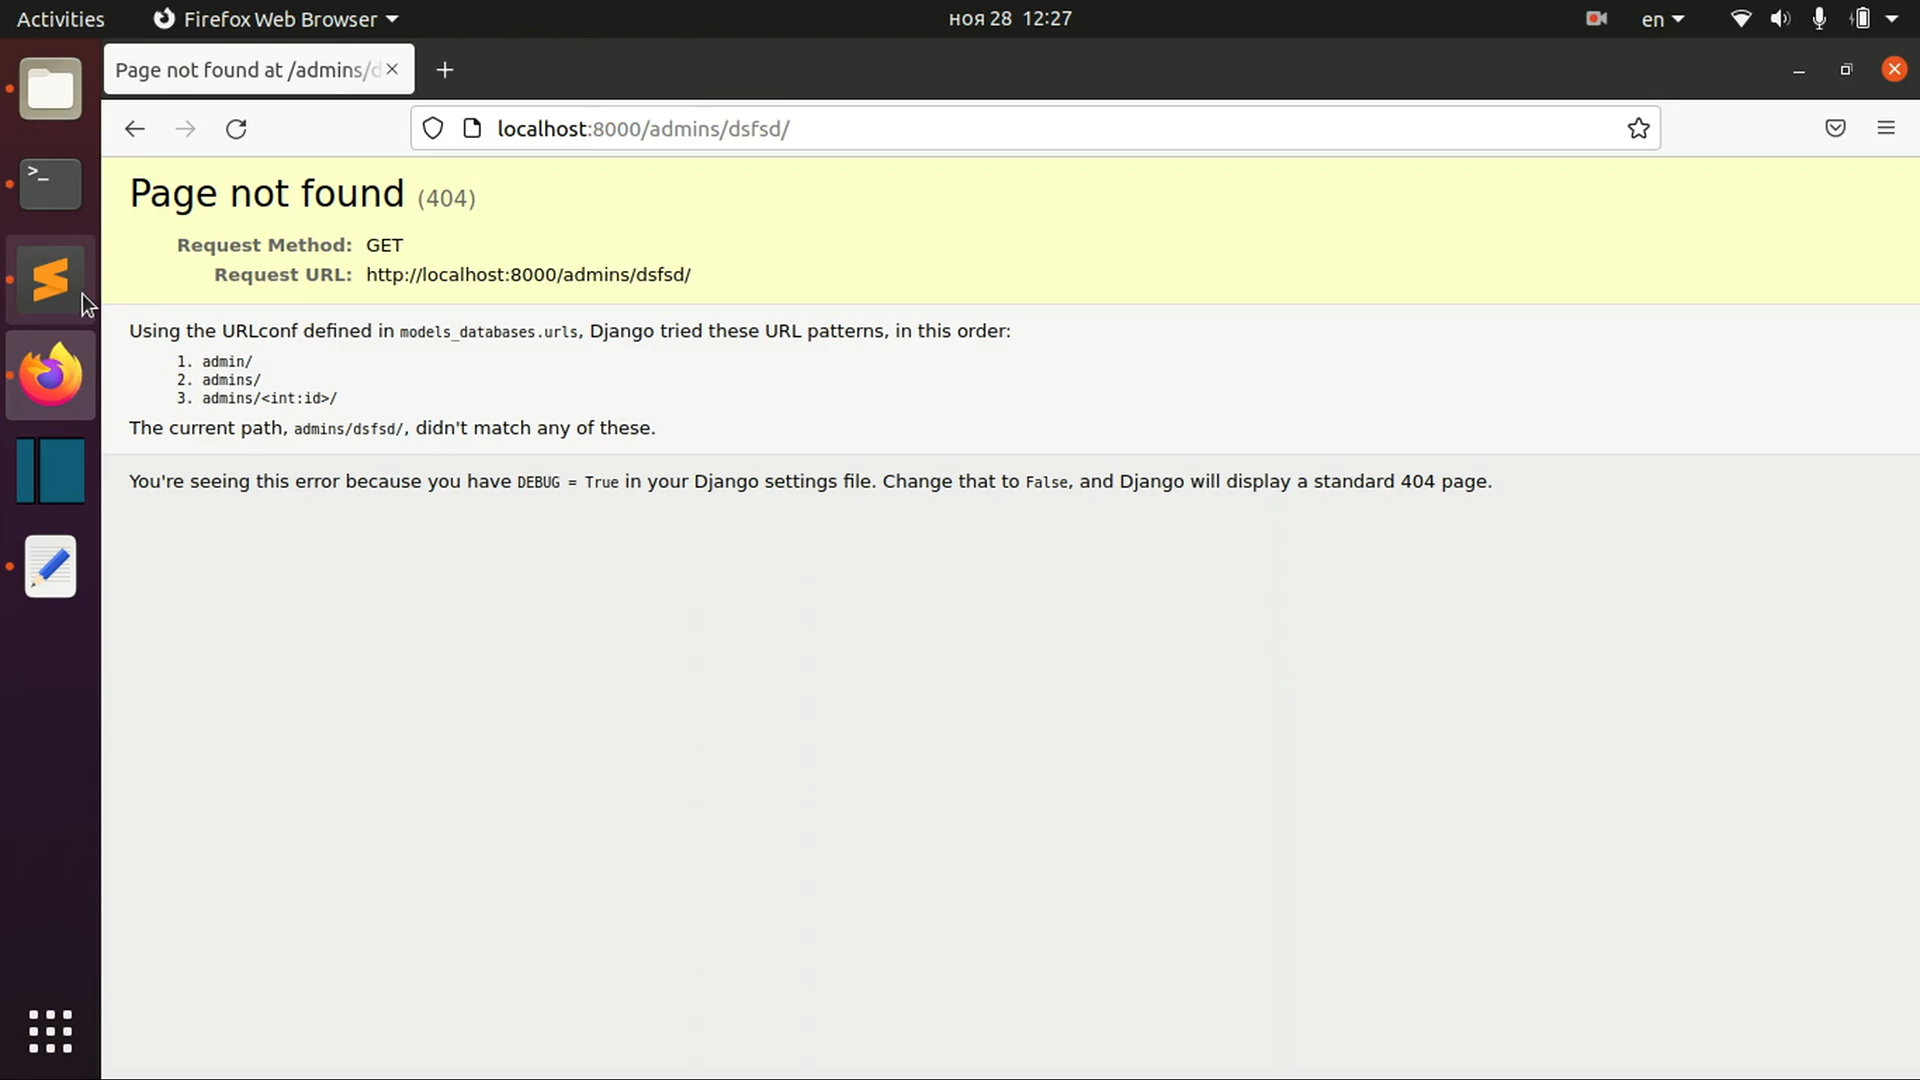 Activities Firefox Web Browser ноя 28 12:27 en
Page not found at /admins/d
localhost:8000/admins/dsfsd/
Page not found (404)
Request Method: GET
Request URL: http://localhost:8000/admins/dsfsd/
Using the URLconf defined in models_databases.urls, Django tried these URL patterns, in this order:
1. admin/
2. admins/
3. admins/<int:id>/
The current path, admins/dsfsd/, didn't match any of these.
You're seeing this error because you have DEBUG = True in your Django settings file. Change that to False, and Django will display a standard 404 page.